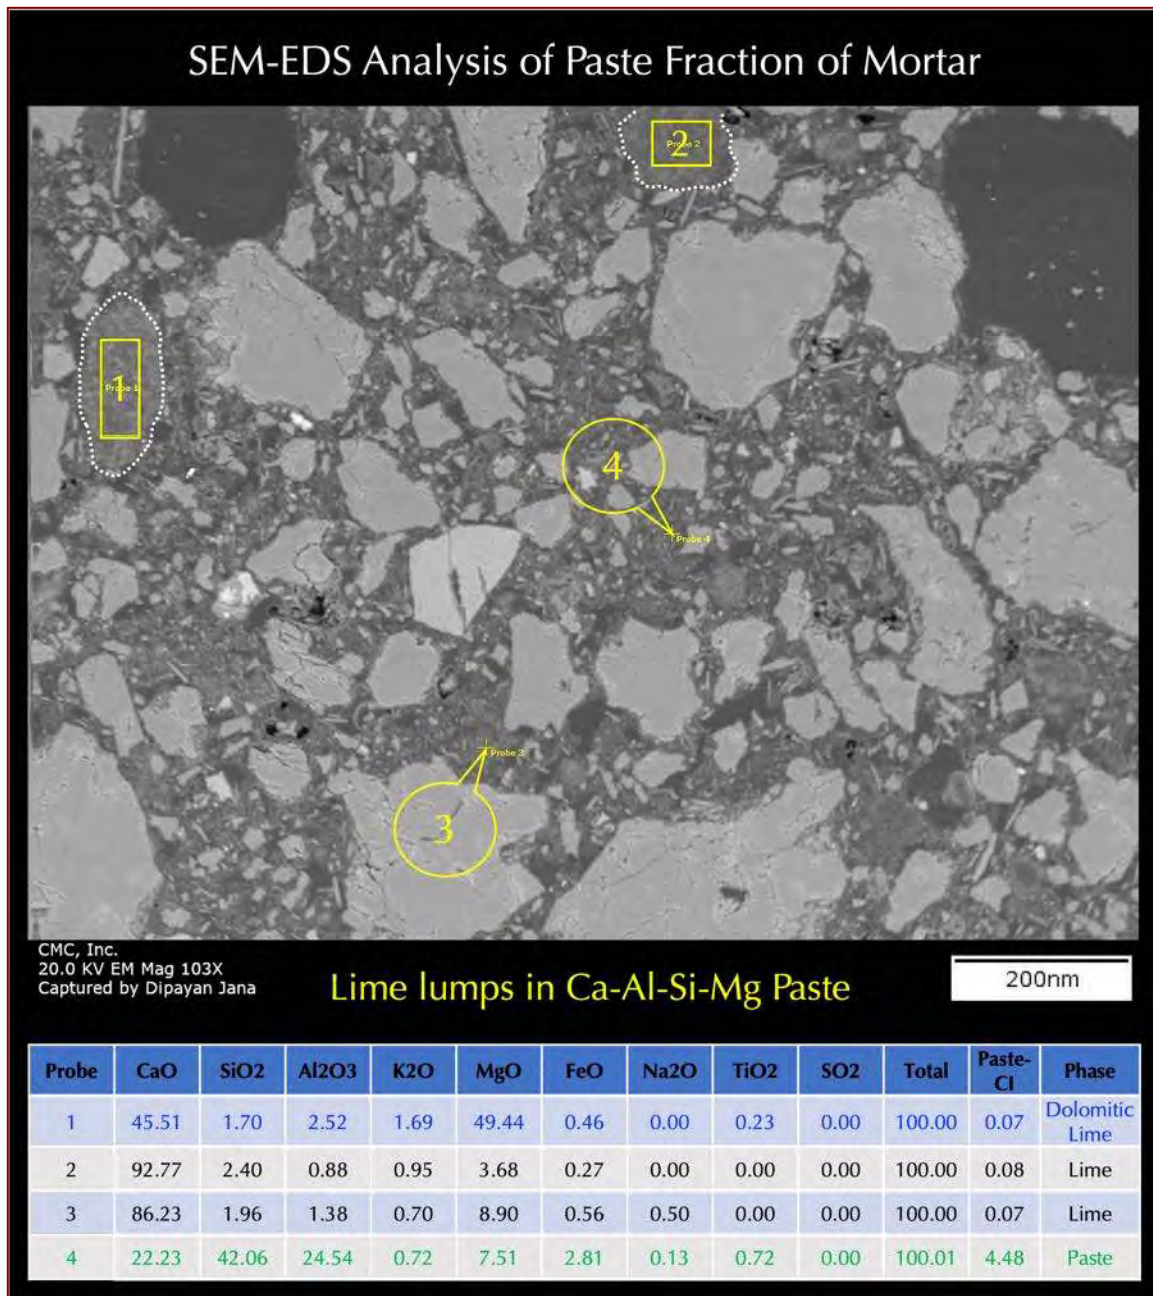 SEM-EDS Analysis of Paste Fraction of Mortar
2
Probe 2
1
Probe 1
4
Probe 4
Probe 3
3
CMC, Inc.
20.0 KV EM Mag 103X
Captured by Dipayan Jana
Lime lumps in Ca-Al-Si-Mg Paste
200nm
Probe CaO SiO2 Al2O3 K2O MgO FeO Na2O TiO2 SO2 Total Paste-CI Phase
1 45.51 1.70 2.52 1.69 49.44 0.46 0.00 0.23 0.00 100.00 0.07 Dolomitic Lime
2 92.77 2.40 0.88 0.95 3.68 0.27 0.00 0.00 0.00 100.00 0.08 Lime
3 86.23 1.96 1.38 0.70 8.90 0.56 0.50 0.00 0.00 100.00 0.07 Lime
4 22.23 42.06 24.54 0.72 7.51 2.81 0.13 0.72 0.00 100.01 4.48 Paste